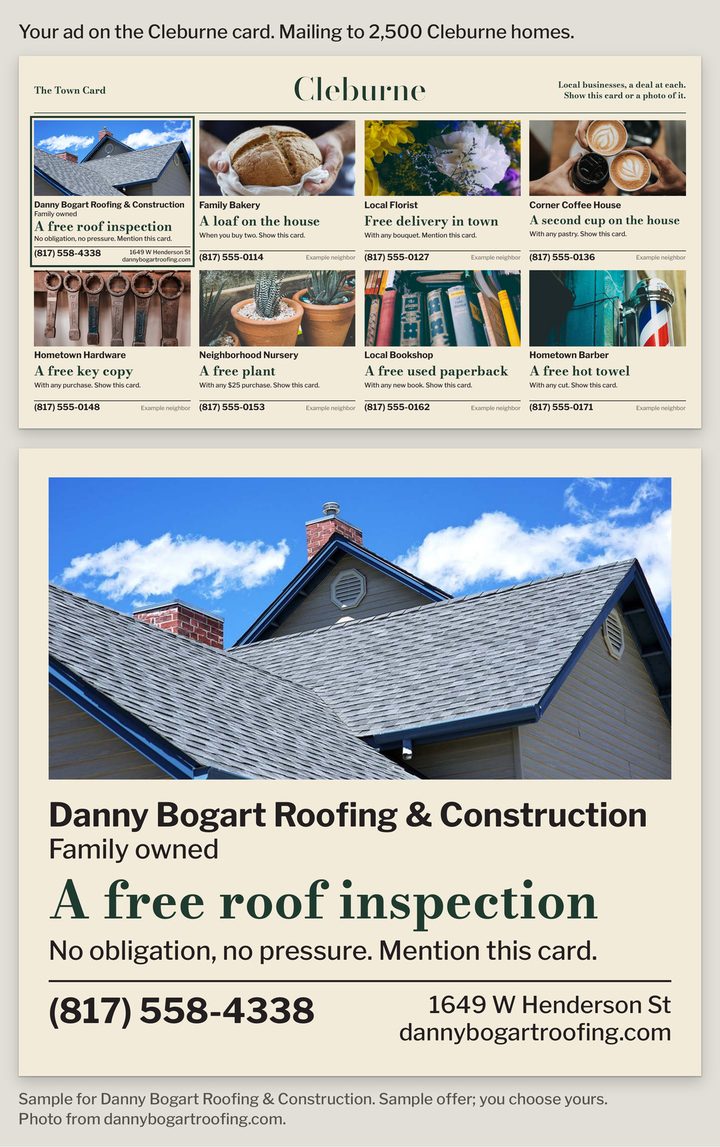 Your ad on the Cleburne card. Mailing to 2,500 Cleburne homes.
The Town Card
Cleburne
Local businesses, a deal at each.
Show this card or a photo of it.
Danny Bogart Roofing & Construction
Family owned
A free roof inspection
No obligation, no pressure. Mention this card.
(817) 558-4338
1649 W Henderson St
dannybogartroofing.com
Family Bakery
A loaf on the house
When you buy two. Show this card.
(817) 555-0114
Example neighbor
Local Florist
Free delivery in town
With any bouquet. Mention this card.
(817) 555-0127
Example neighbor
Corner Coffee House
A second cup on the house
With any pastry. Show this card.
(817) 555-0136
Example neighbor
Hometown Hardware
A free key copy
With any purchase. Show this card.
(817) 555-0148
Example neighbor
Neighborhood Nursery
A free plant
With any $25 purchase. Show this card.
(817) 555-0153
Example neighbor
Local Bookshop
A free used paperback
With any new book. Show this card.
(817) 555-0162
Example neighbor
Hometown Barber
A free hot towel
With any cut. Show this card.
(817) 555-0171
Example neighbor
Danny Bogart Roofing & Construction
Family owned
A free roof inspection
No obligation, no pressure. Mention this card.
(817) 558-4338
1649 W Henderson St
dannybogartroofing.com
Sample for Danny Bogart Roofing & Construction. Sample offer; you choose yours.
Photo from dannybogartroofing.com.